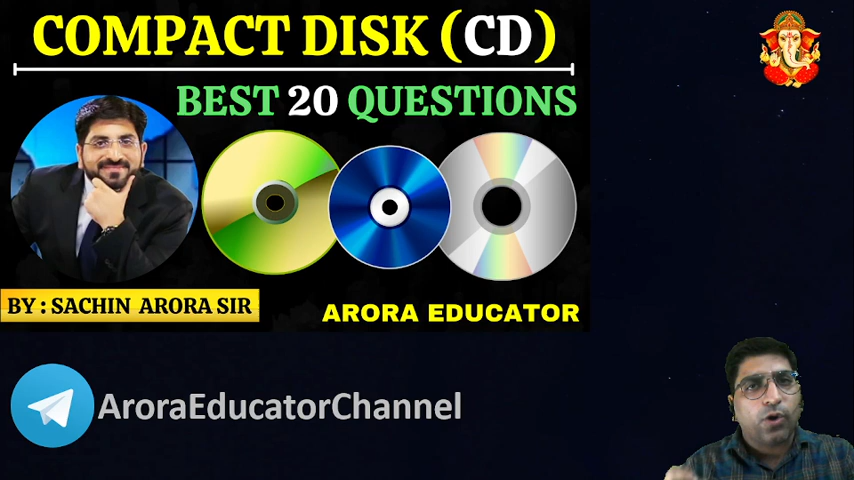 COMPACT DISK (CD)
BEST 20 QUESTIONS
BY : SACHIN ARORA SIR
ARORA EDUCATOR
AroraEducatorChannel